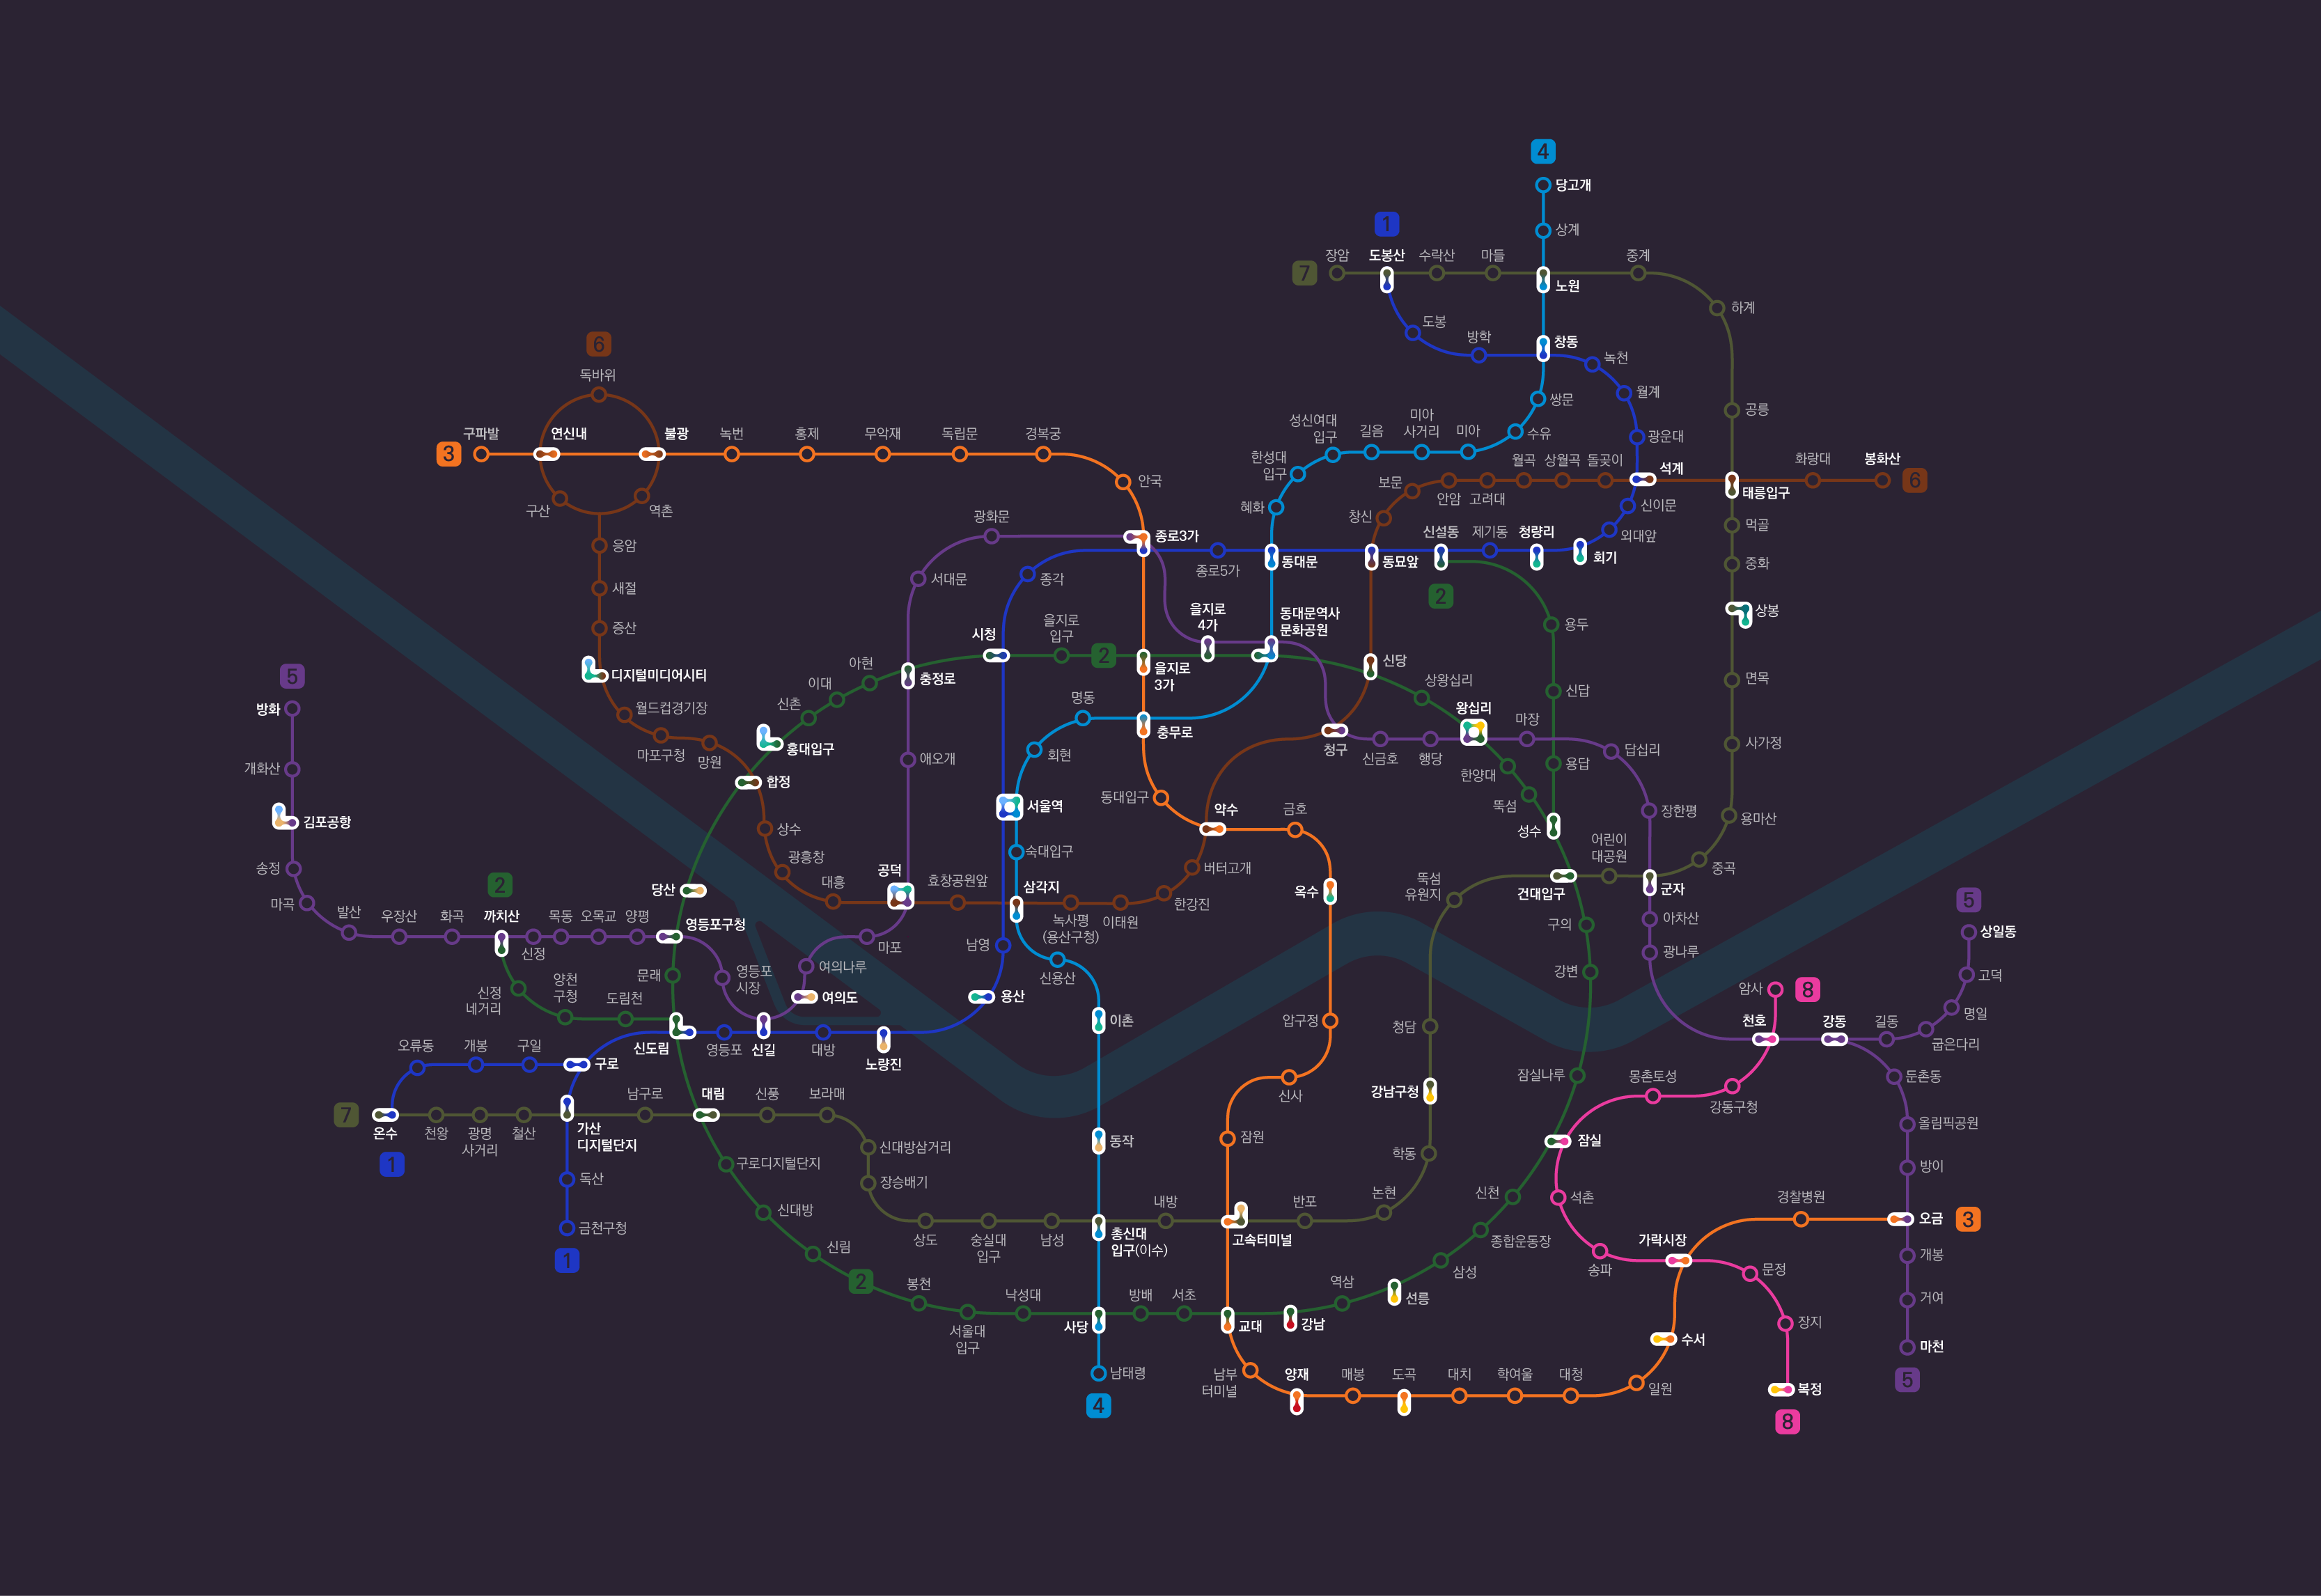 4
당고개
1
상계
장암
도봉산
수락산
마들
중계
7
노원
하계
도봉
방학
창동
녹천
6
독바위
월계
쌍문
공릉
3
구파발
연신내
불광
녹번
홍제
무악재
독립문
경복궁
성신여대
입구
길음
미아
사거리
미아
수유
광운대
한성대
입구
월곡
상월곡
돌곶이
석계
화랑대
봉화산
6
안국
보문
안암
고려대
태릉입구
구산
역촌
혜화
신이문
광화문
창신
먹골
종로3가
신설동
제기동
청량리
외대앞
응암
회기
동대문
동묘앞
종로5가
중화
서대문
종각
새절
2
을지로
4가
동대문역사
문화공원
상봉
용두
증산
을지로
입구
시청
2
아현
신당
디지털미디어시티
충정로
을지로
3가
5
이대
상왕십리
신답
면목
신촌
명동
왕십리
마장
방화
월드컵경기장
홍대입구
충무로
청구
신금호
행당
답십리
사가정
마포구청
망원
회현
애오개
용답
한양대
개화산
합정
동대입구
뚝섬
서울역
약수
금호
장한평
김포공항
상수
성수
용마산
숙대입구
어린이
대공원
광흥창
버터고개
중곡
송정
2
당산
대흥
공덕
효창공원앞
삼각지
옥수
뚝섬
유원지
건대입구
군자
마곡
발산
우장산
화곡
까치산
목동
오목교
양평
영등포구청
녹사평
(용산구청)
이태원
한강진
구의
아차산
5
상일동
신정
마포
남영
광나루
신정
네거리
양천
구청
도림천
문래
영등포
시장
여의나루
신용산
강변
고덕
여의도
용산
암사
8
명일
이촌
압구정
청담
천호
강동
길동
굽은다리
오류동
개봉
구일
구로
신도림
영등포
신길
대방
노량진
잠실나루
몽촌토성
둔촌동
7
온수
천왕
광명
사거리
철산
가산
디지털단지
남구로
대림
신풍
보라매
신사
강남구청
강동구청
올림픽공원
1
신대방삼거리
동작
잠원
학동
잠실
구로디지털단지
방이
독산
장승배기
신대방
금천구청
1
상도
숭실대
입구
남성
총신대
입구(이수)
내방
고속터미널
반포
논현
신천
석촌
경찰병원
오금
3
종합운동장
신림
2
삼성
송파
가락시장
문정
개봉
봉천
서울대
입구
낙성대
사당
방배
서초
교대
강남
역삼
선릉
거여
장지
수서
마천
남태령
4
남부
터미널
양재
매봉
도곡
대치
학여울
대청
일원
복정
8
5